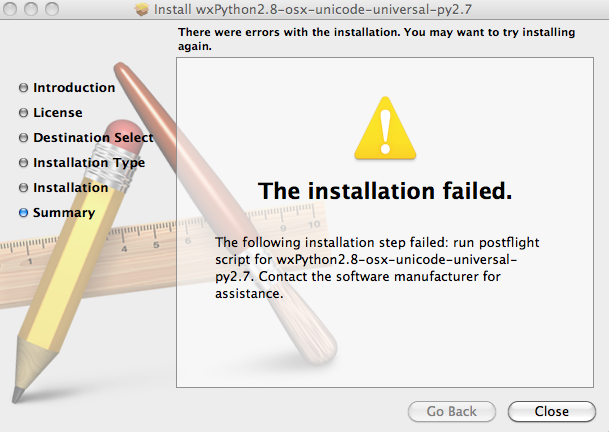 Install wxPython2.8-osx-unicode-universal-py2.7
There were errors with the installation. You may want to try installing
again.
Introduction
License
Destination Select
Installation Type
Installation
Summary
The installation failed.
The following installation step failed: run postflight
script for wxPython2.8-osx-unicode-universal-
py2.7. Contact the software manufacturer for
assistance.
Go Back
Close